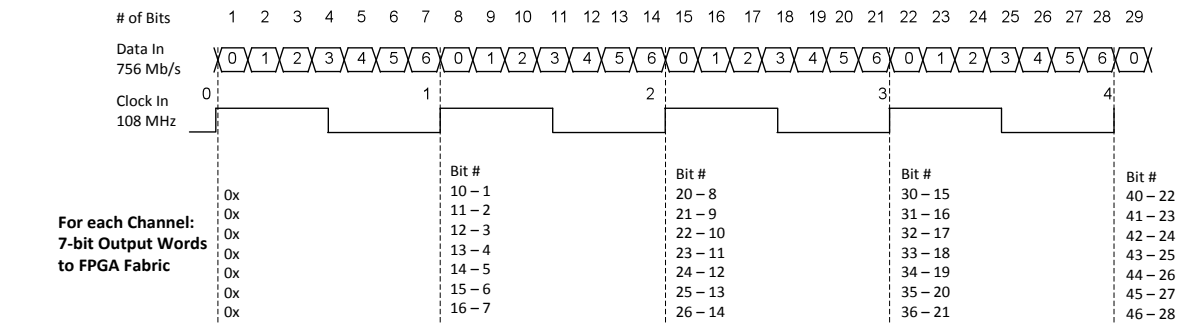 # of Bits 1 2 3 4 5 6 7 8 9 10 11 12 13 14 15 16 17 18 19 20 21 22 23 24 25 26 27 28 29
Data In
756 Mb/s
0 1 2 3 4 5 6 0 1 2 3 4 5 6 0 1 2 3 4 5 6 0 1 2 3 4 5 6 0
0 1 2 3 4
Clock In
108 MHz
For each Channel:
7-bit Output Words
to FPGA Fabric
0x
0x
0x
0x
0x
0x
0x
Bit #
10 – 1
11 – 2
12 – 3
13 – 4
14 – 5
15 – 6
16 – 7
Bit #
20 – 8
21 – 9
22 – 10
23 – 11
24 – 12
25 – 13
26 – 14
Bit #
30 – 15
31 – 16
32 – 17
33 – 18
34 – 19
35 – 20
36 – 21
Bit #
40 – 22
41 – 23
42 – 24
43 – 25
44 – 26
45 – 27
46 – 28